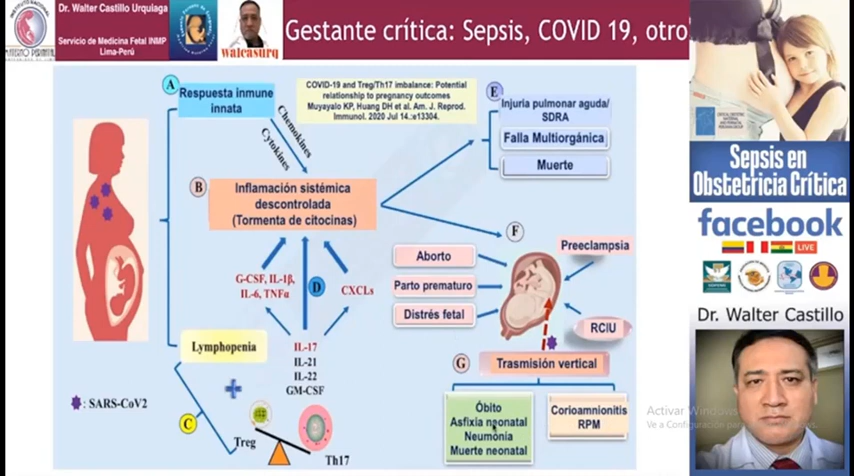 Dr. Walter Castillo Urquiaga
Servicio de Medicina Fetal INMP
Lima-Perú
walcasurq
Gestante crítica: Sepsis, COVID 19, otro
A
Respuesta inmune
innata
Chemokines
Cytokines
COVID-19 and Treg/Th17 imbalance: Potential
relationship to pregnancy outcomes
Muyayalo KP, Huang DH et al. Am. J. Reprod.
Immunol. 2020 Jul 14.:e13304.
E
Injuria pulmonar aguda/
SDRA
Falla Multiorgánica
Muerte
B
Inflamación sistémica
descontrolada
(Tormenta de citocinas)
F
Preeclampsia
Aborto
Parto prematuro
Distrés fetal
RCIU
G-CSF, IL-1β,
IL-6, TNFα
D
CXCLs
Lymphopenia
IL-17
IL-21
IL-22
GM-CSF
G
Trasmisión vertical
Óbito
Asfixia neonatal
Neumonía
Muerte neonatal
Corioamnionitis
RPM
: SARS-CoV2
C
Treg
Th17
Sepsis en
Obstetricia Crítica
facebook
LIVE
Dr. Walter Castillo
Activar Windows